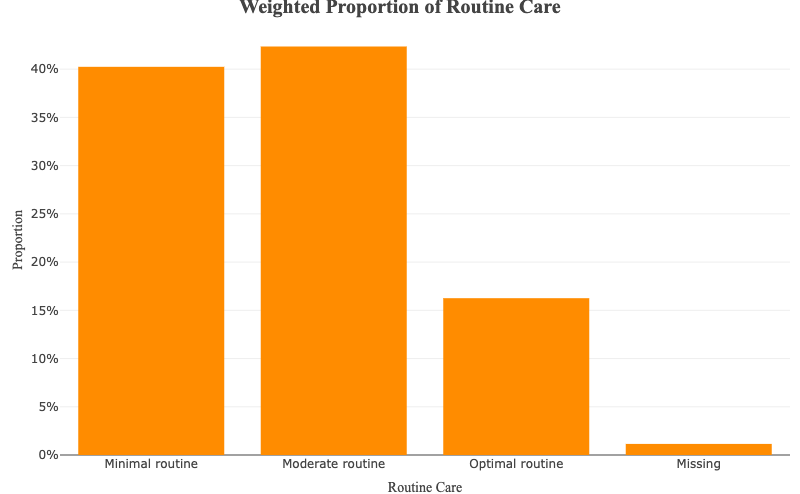 Weighted Proportion of Routine Care
40%
35%
30%
25%
20%
15%
10%
5%
0%
Proportion
Minimal routine
Moderate routine
Optimal routine
Missing
Routine Care